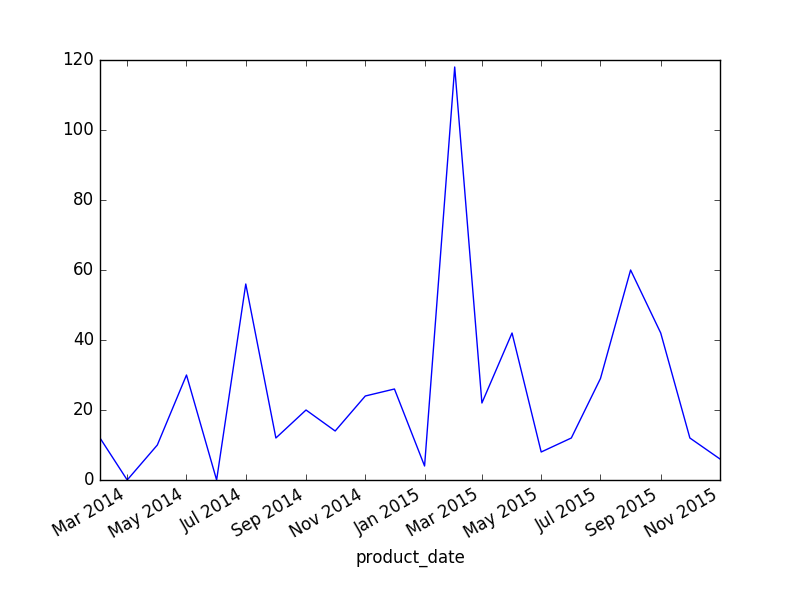 120
100
80
60
40
20
0
Mar 2014
May 2014
Jul 2014
Sep 2014
Nov 2014
Jan 2015
Mar 2015
May 2015
Jul 2015
Sep 2015
Nov 2015
product_date